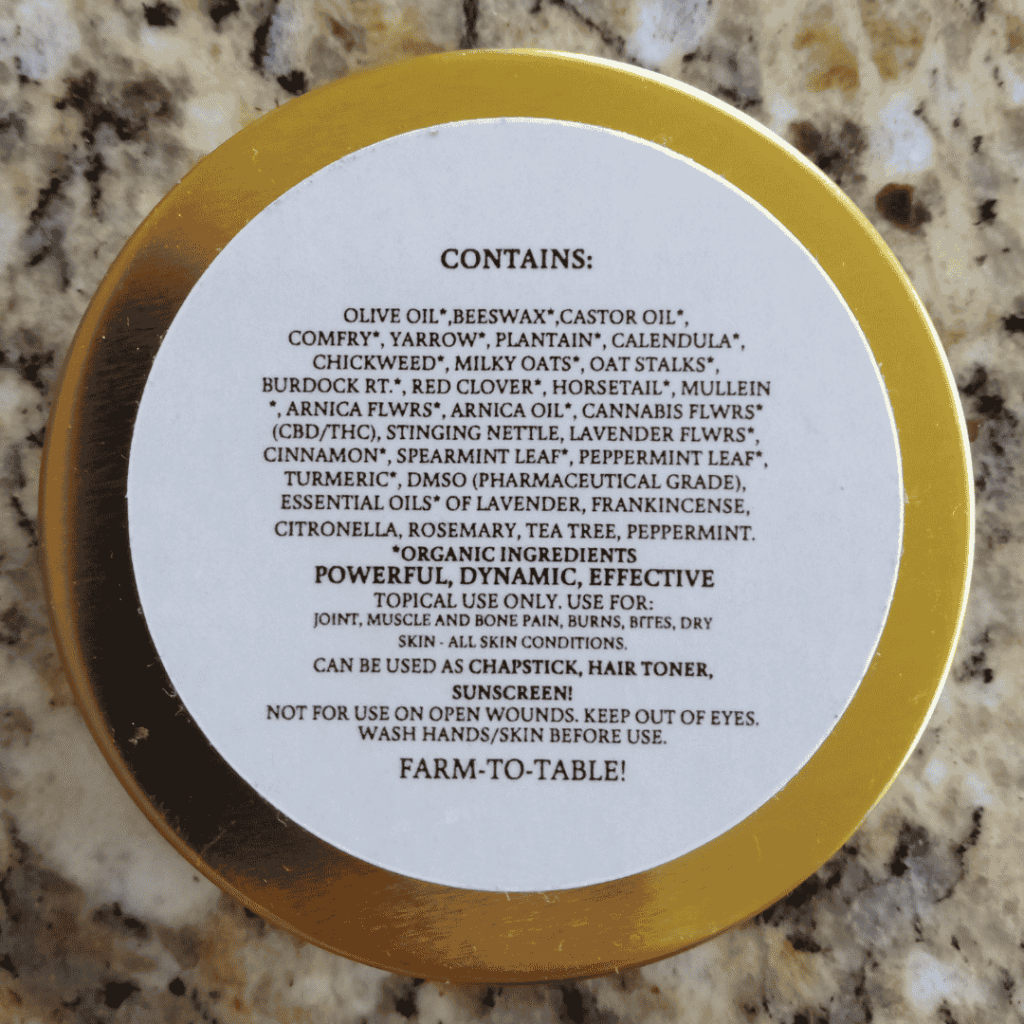 CONTAINS:
OLIVE OIL*,BEESWAX*,CASTOR OIL*,
COMFRY*, YARROW*, PLANTAIN*, CALENDULA*,
CHICKWEED*, MILKY OATS*, OAT STALKS*,
BURDOCK RT.*, RED CLOVER*, HORSETAIL*, MULLEIN
*, ARNICA FLWRS*, ARNICA OIL*, CANNABIS FLWRS*
(CBD/THC), STINGING NETTLE, LAVENDER FLWRS*,
CINNAMON*, SPEARMINT LEAF*, PEPPERMINT LEAF*,
TURMERIC*, DMSO (PHARMACEUTICAL GRADE),
ESSENTIAL OILS* OF LAVENDER, FRANKINCENSE,
CITRONELLA, ROSEMARY, TEA TREE, PEPPERMINT.
*ORGANIC INGREDIENTS
POWERFUL, DYNAMIC, EFFECTIVE
TOPICAL USE ONLY. USE FOR:
JOINT, MUSCLE AND BONE PAIN, BURNS, BITES, DRY
SKIN - ALL SKIN CONDITIONS.
CAN BE USED AS CHAPSTICK, HAIR TONER,
SUNSCREEN!
NOT FOR USE ON OPEN WOUNDS. KEEP OUT OF EYES.
WASH HANDS/SKIN BEFORE USE.
FARM-TO-TABLE!